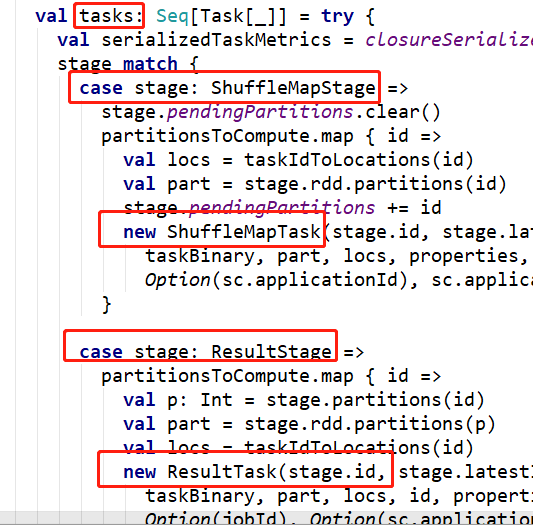 val tasks: Seq[Task[_]] = try {
val serializedTaskMetrics = closureSerialize
stage match {
case stage: ShuffleMapStage =>
stage.pendingPartitions.clear()
partitionsToCompute.map { id =>
val locs = taskIdToLocations(id)
val part = stage.rdd.partitions(id)
stage.pendingPartitions += id
new ShuffleMapTask(stage.id, stage.lat
taskBinary, part, locs, properties,
Option(sc.applicationId), sc.applic
}
case stage: ResultStage =>
partitionsToCompute.map { id =>
val p: Int = stage.partitions(id)
val part = stage.rdd.partitions(p)
val locs = taskIdToLocations(id)
new ResultTask(stage.id, stage.latestI
taskBinary, part, locs, id, properti
Option(jobId), Option(sc.applicatio